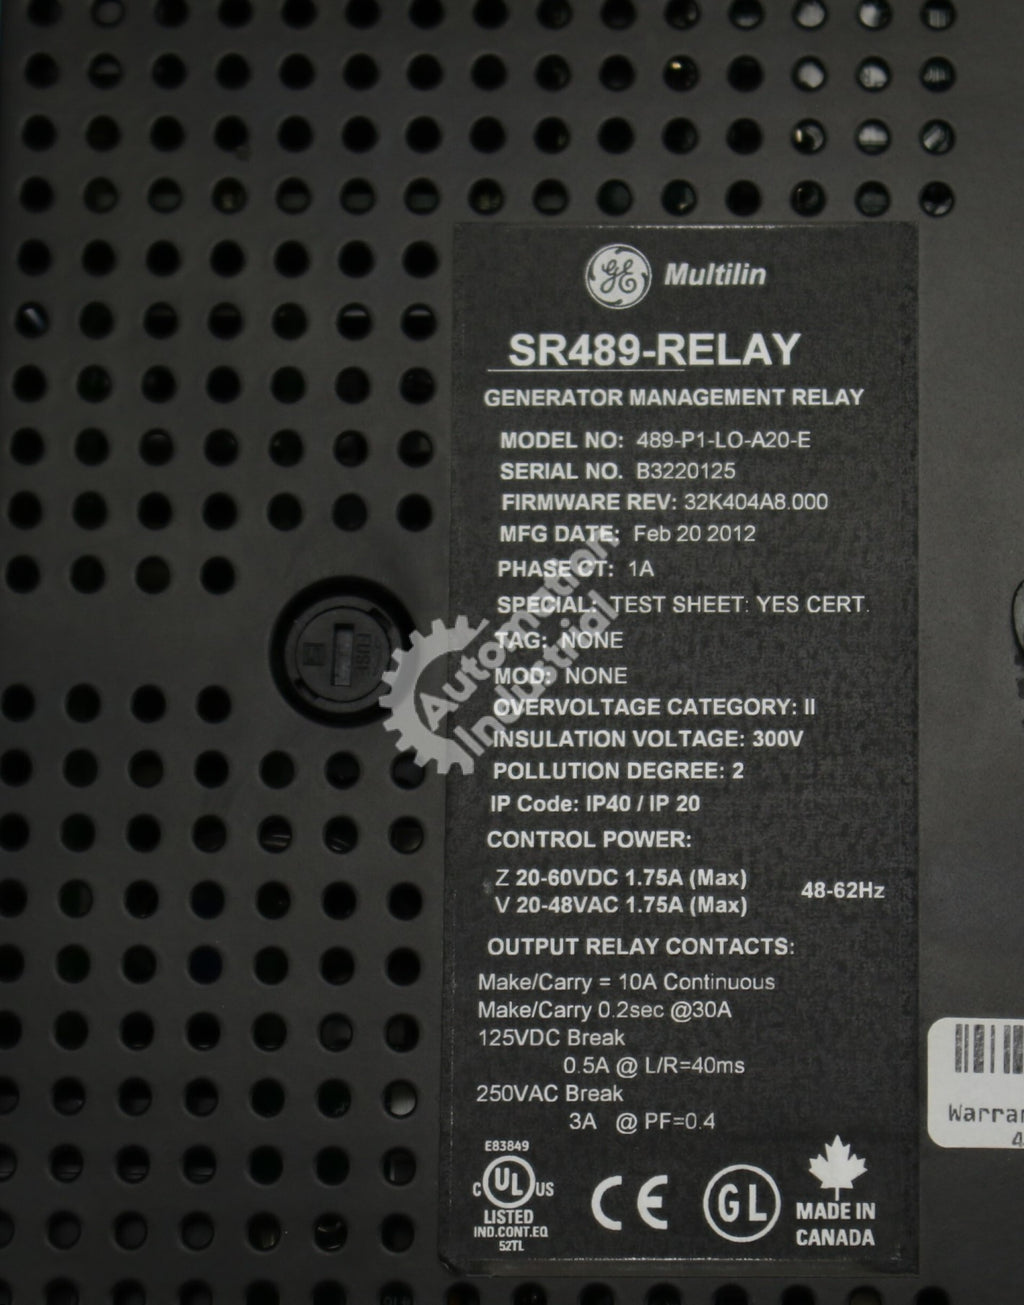 GE Multilin
SR489-RELAY
GENERATOR MANAGEMENT RELAY
MODEL NO: 489-P1-LO-A20-E
SERIAL NO. B3220125
FIRMWARE REV: 32K404A8.000
MFG DATE: Feb 20 2012
PHASE CT: 1A
SPECIAL: TEST SHEET: YES CERT.
TAG: NONE
MOD: NONE
OVERVOLTAGE CATEGORY: II
INSULATION VOLTAGE: 300V
POLLUTION DEGREE: 2
IP Code: IP40 / IP 20
CONTROL POWER:
Z 20-60VDC 1.75A (Max)
V 20-48VAC 1.75A (Max)
48-62Hz
OUTPUT RELAY CONTACTS:
Make/Carry = 10A Continuous
Make/Carry 0.2sec @30A
125VDC Break
0.5A @ L/R=40ms
250VAC Break
3A @ PF=0.4
E83849
C UL US
LISTED
IND.CONT.EQ
52TL
CE
GL
MADE IN
CANADA
Automation
Industrial
FUSE